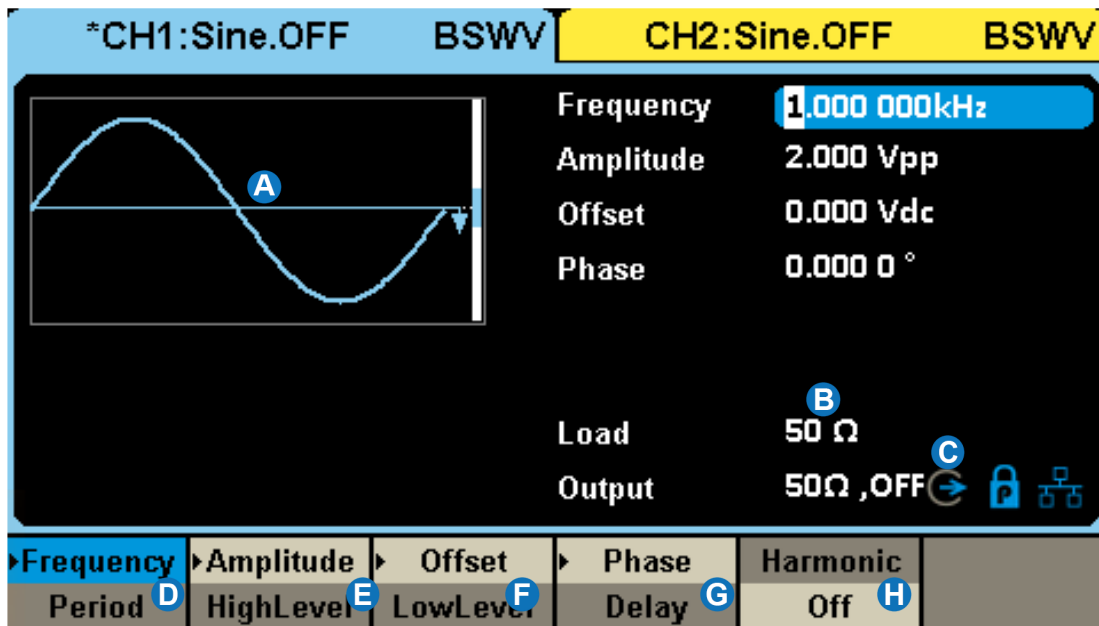 *CH1:Sine.OFF BSWV CH2:Sine.OFF BSWV
Frequency 1.000 000kHz
A
Amplitude 2.000 Vpp
Offset 0.000 Vdc
Phase 0.000 0 °
B
Load 50 Ω
C
Output 50Ω ,OFF P
Frequency Amplitude Offset Phase Harmonic
Period D HighLevel E LowLevel F Delay G Off H